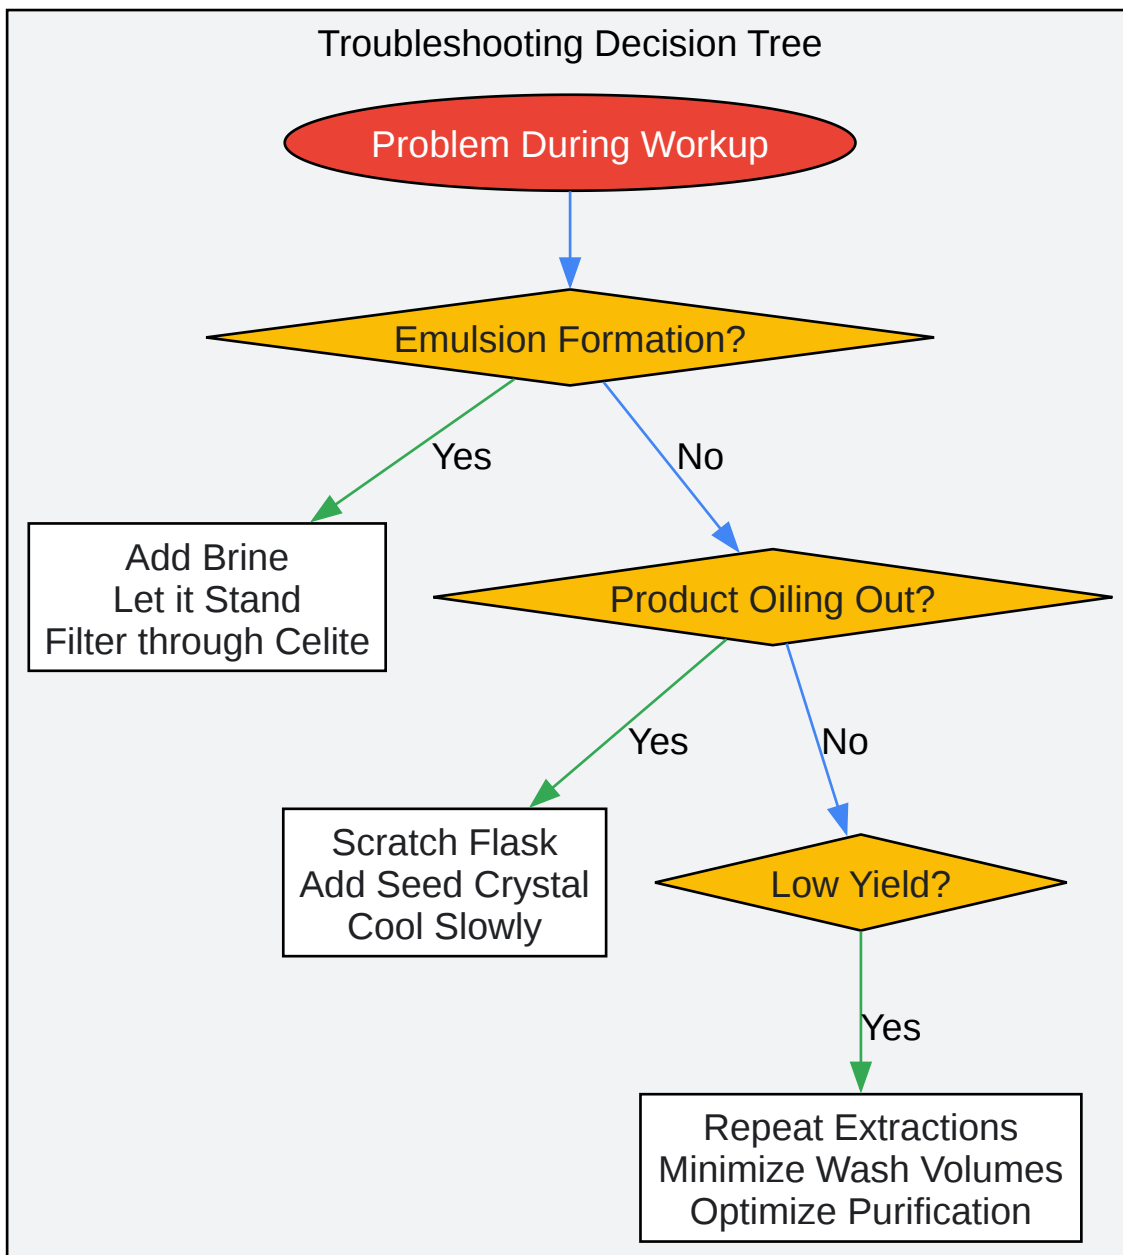 Troubleshooting Decision Tree
Problem During Workup
Emulsion Formation?
Yes
No
Add Brine
Let it Stand
Filter through Celite
Product Oiling Out?
Yes
No
Scratch Flask
Add Seed Crystal
Cool Slowly
Low Yield?
Yes
Repeat Extractions
Minimize Wash Volumes
Optimize Purification